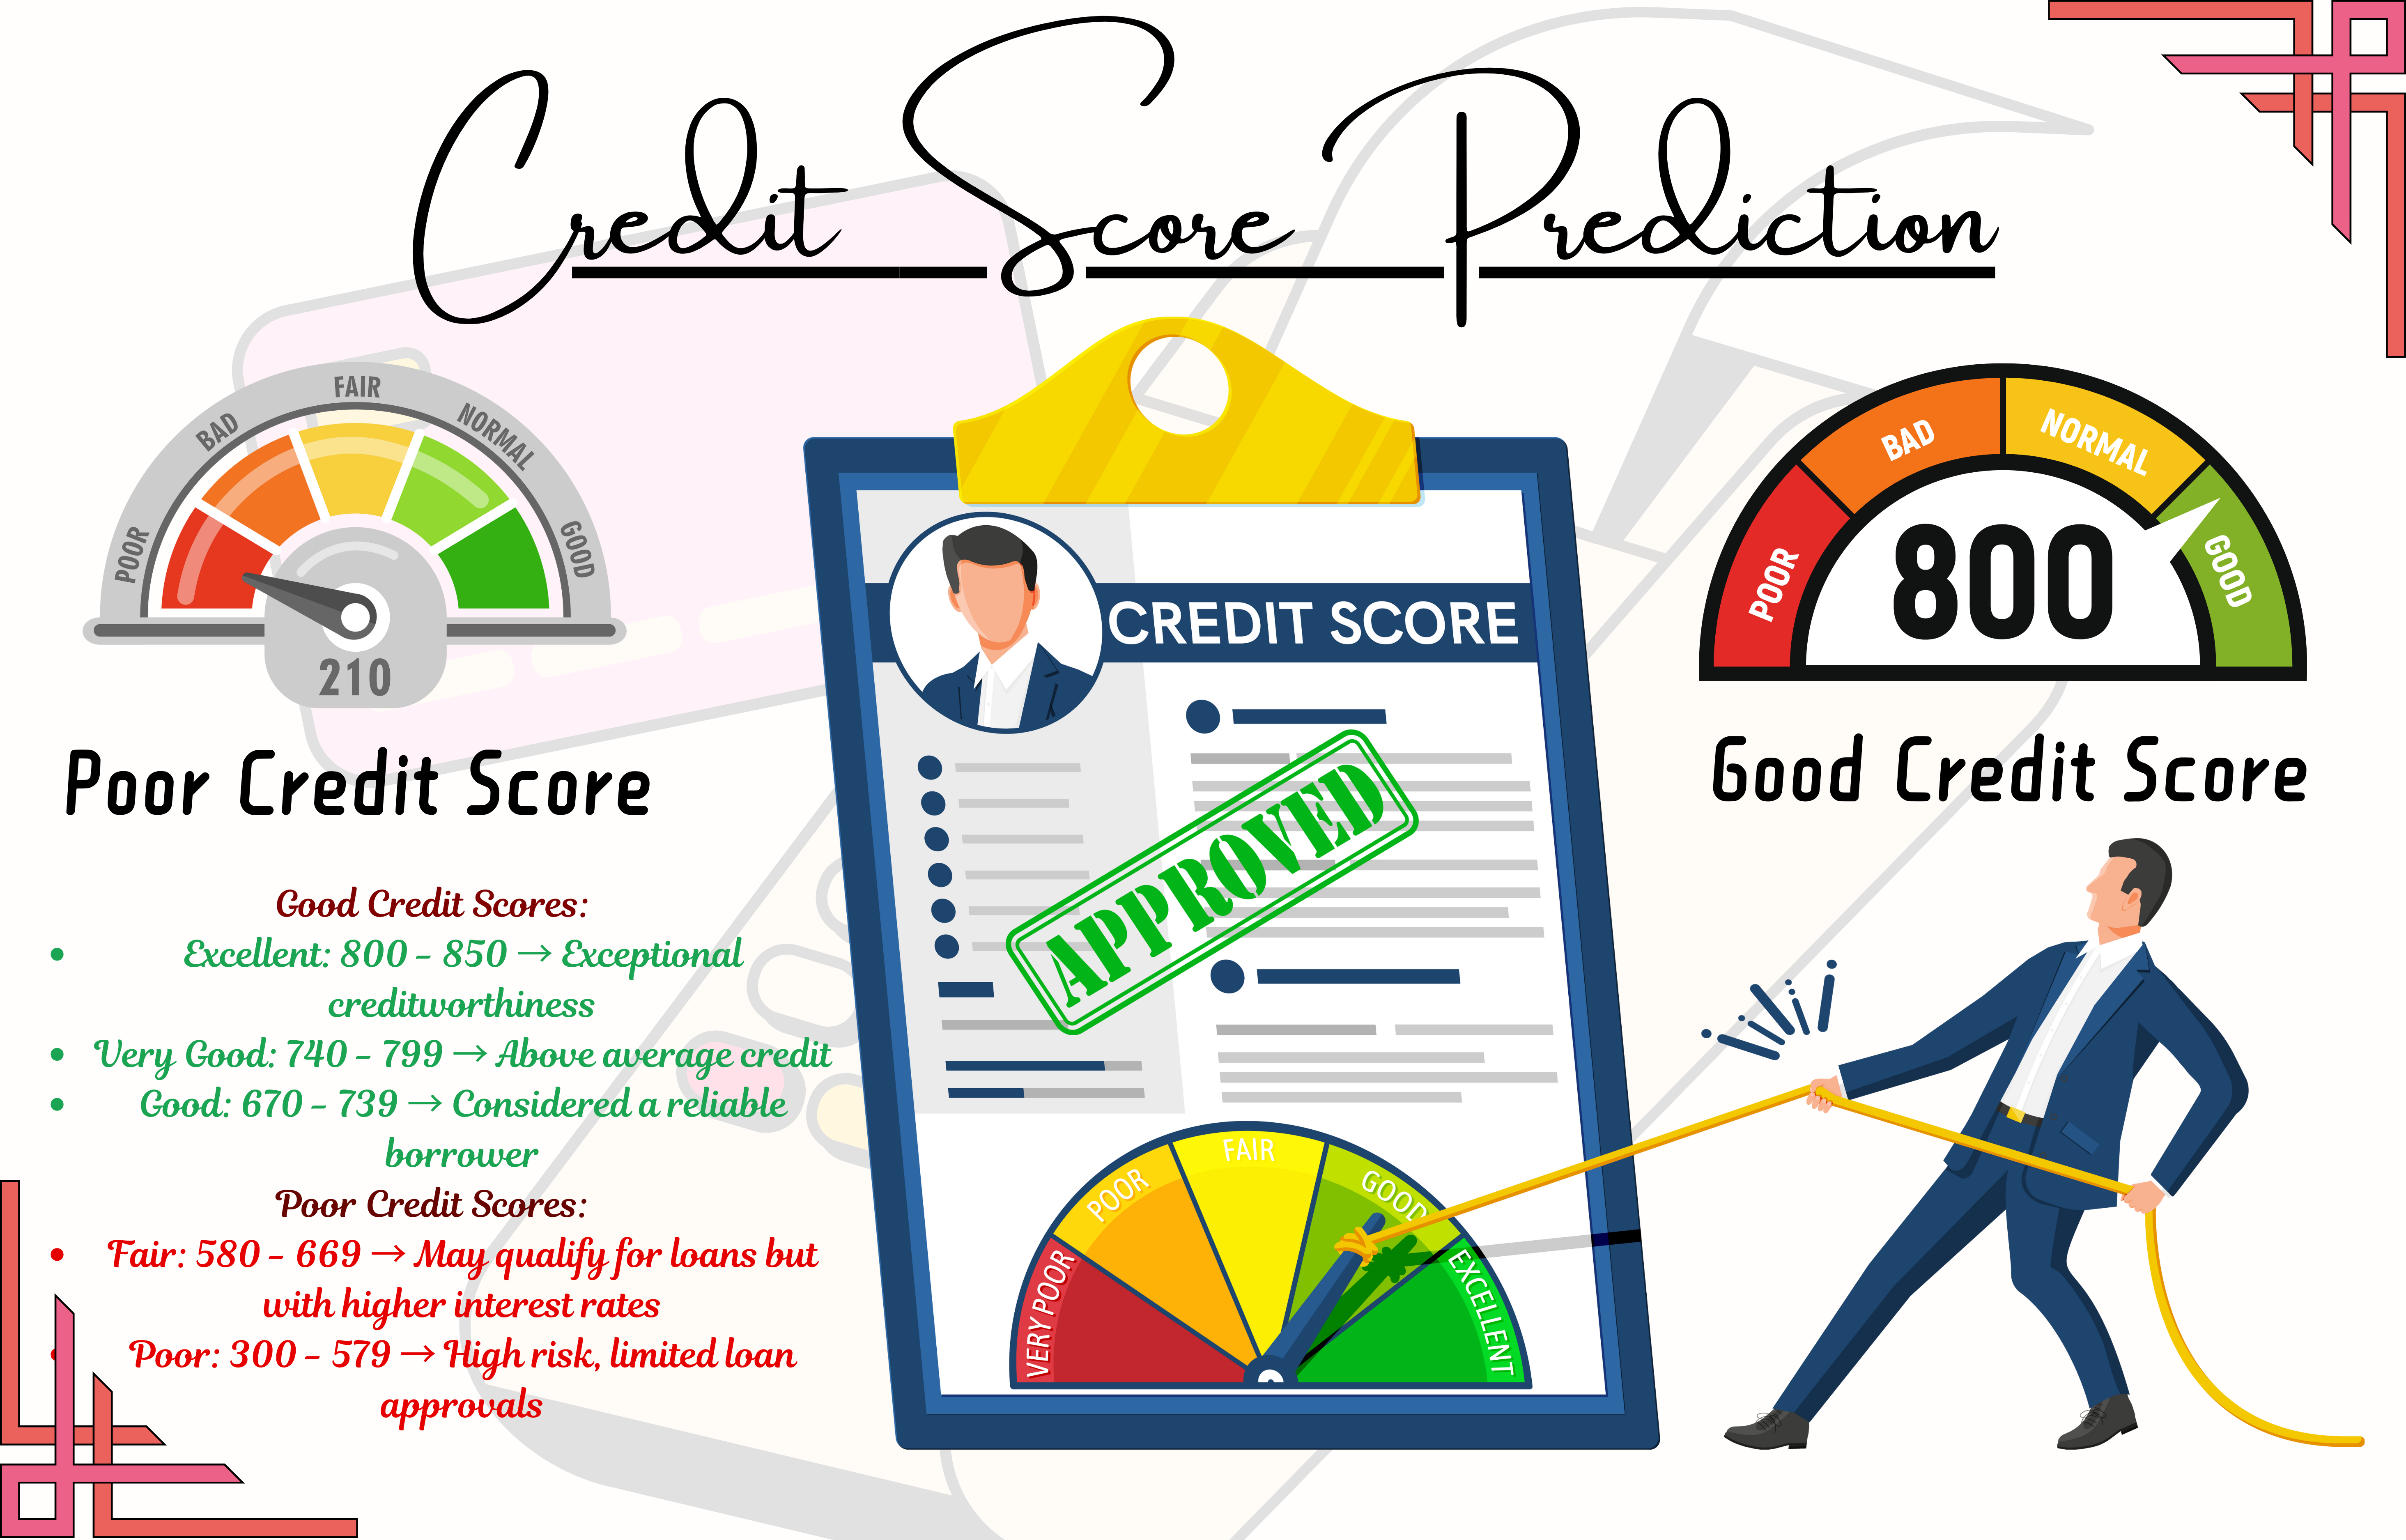 Credit Score Prediction
POOR
BAD
FAIR
NORMAL
GOOD
210
Poor Credit Score
Good Credit Scores:
• Excellent: 800 – 850 → Exceptional
creditworthiness
• Very Good: 740 – 799 → Above average credit
• Good: 670 – 739 → Considered a reliable
borrower
Poor Credit Scores:
• Fair: 580 – 669 → May qualify for loans but
with higher interest rates
• Poor: 300 – 579 → High risk, limited loan
approvals
CREDIT SCORE
APPROVED
VERY POOR
POOR
FAIR
GOOD
EXCELLENT
POOR
BAD
NORMAL
GOOD
800
Good Credit Score